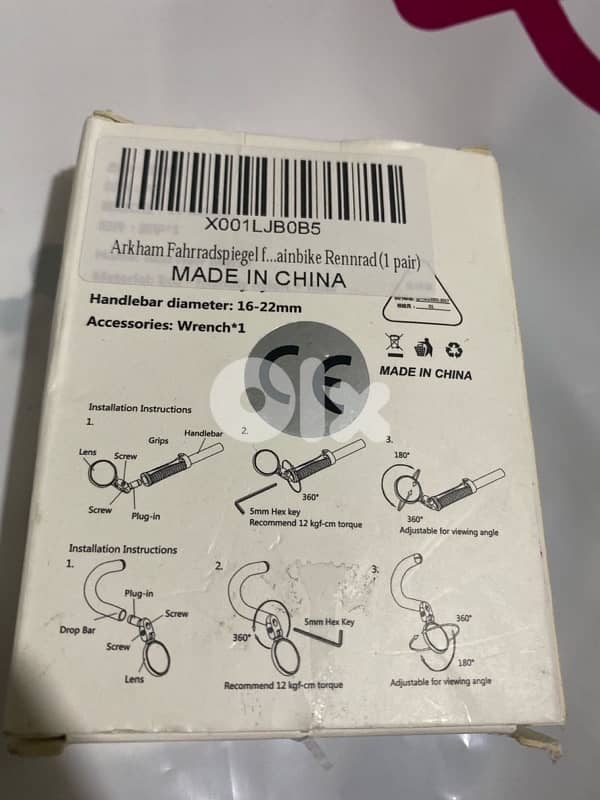 X001LJB0B5
Arkham Fahrradspiegel f...ainbike Rennrad (1 pair)
MADE IN CHINA
Handlebar diameter: 16-22mm
Accessories: Wrench*1
CE
MADE IN CHINA
olx
Installation Instructions
1.
Lens
Screw
Grips
Handlebar
Screw
Plug-in
2.
360°
5mm Hex key
Recommend 12 kgf-cm torque
3.
180°
360°
Adjustable for viewing angle
Installation Instructions
1.
Plug-in
Screw
Drop Bar
Screw
Lens
2.
5mm Hex Key
360°
Recommend 12 kgf-cm torque
3.
360°
180°
Adjustable for viewing angle